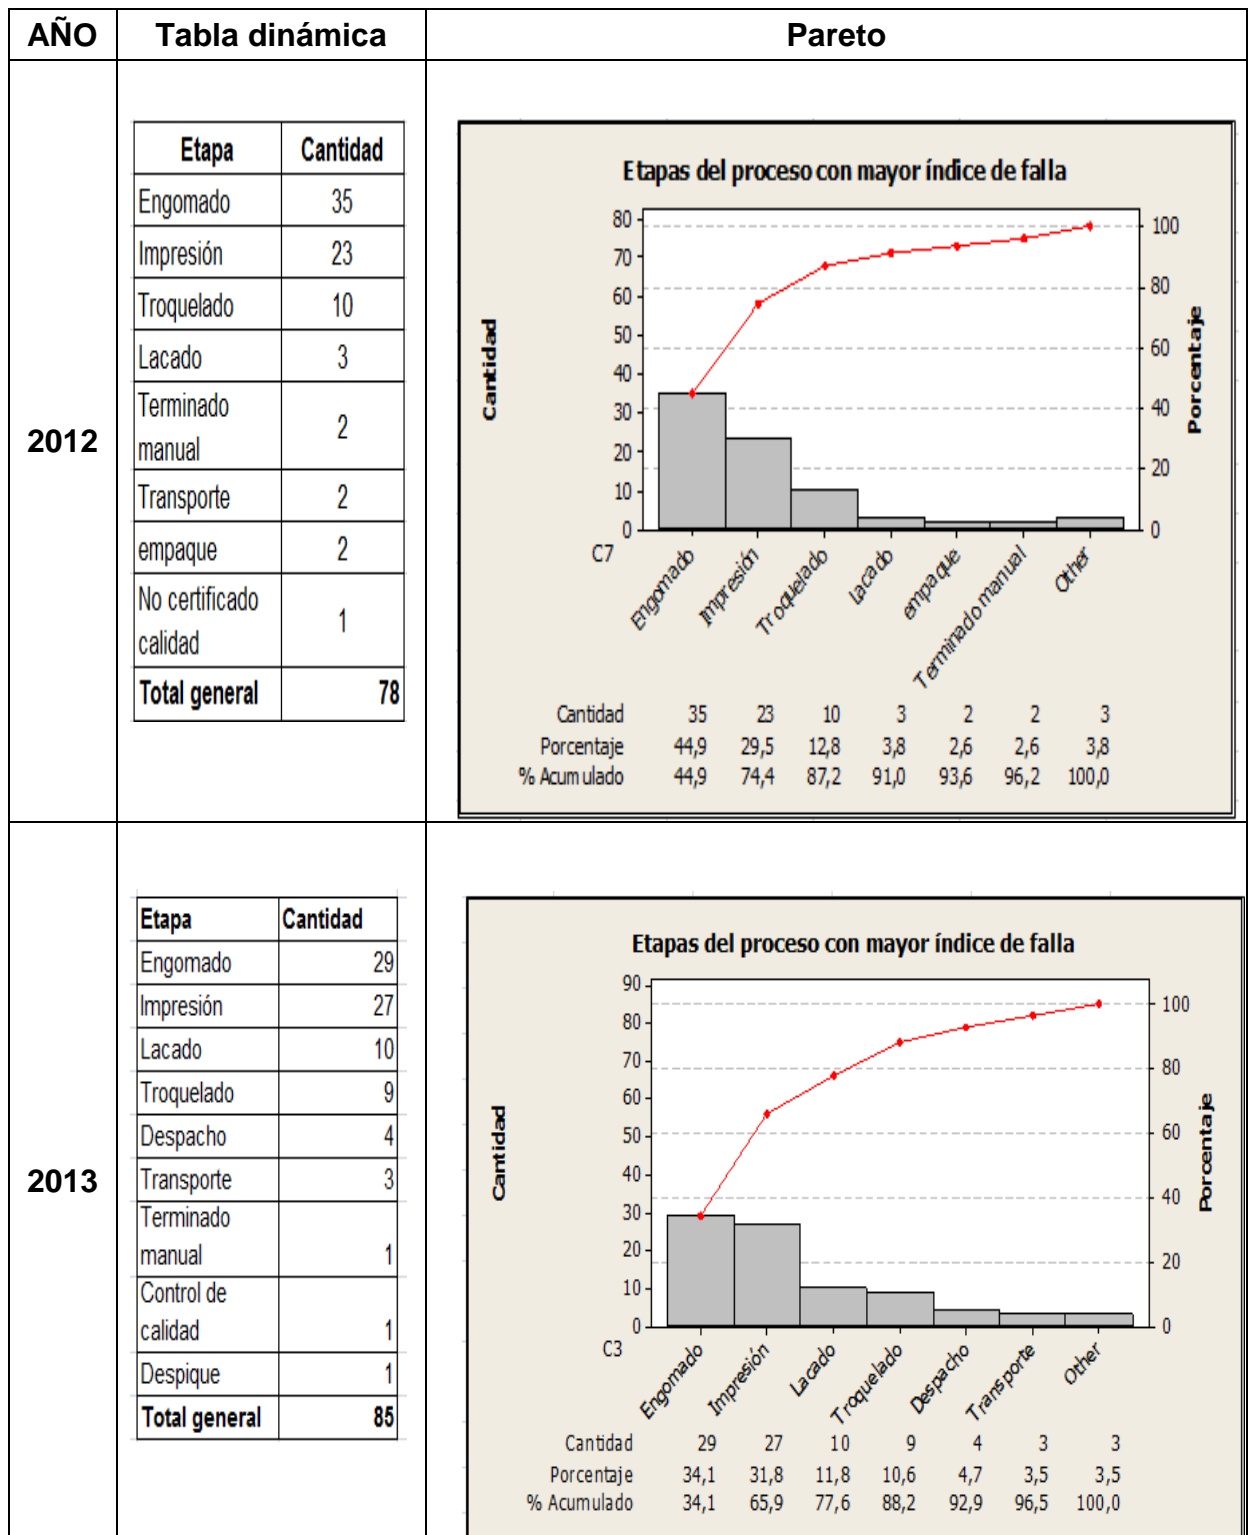 AÑO Tabla dinámica Pareto
2012
Etapa Cantidad
Engomado 35
Impresión 23
Troquelado 10
Lacado 3
Terminado
manual 2
Transporte 2
empaque 2
No certificado
calidad 1
Total general 78
Etapas del proceso con mayor índice de falla
Cantidad
80
70
60
50
40
30
20
10
0
Porcentaje
100
80
60
40
20
0
C7 Engomado Impresión Troquelado Lacado empaque Terminado manual Other
Cantidad 35 23 10 3 2 2 3
Porcentaje 44,9 29,5 12,8 3,8 2,6 2,6 3,8
% Acumulado 44,9 74,4 87,2 91,0 93,6 96,2 100,0
2013
Etapa Cantidad
Engomado 29
Impresión 27
Lacado 10
Troquelado 9
Despacho 4
Transporte 3
Terminado
manual 1
Control de
calidad 1
Despique 1
Total general 85
Etapas del proceso con mayor índice de falla
Cantidad
90
80
70
60
50
40
30
20
10
0
Porcentaje
100
80
60
40
20
0
C3 Engomado Impresión Lacado Troquelado Despacho Transporte Other
Cantidad 29 27 10 9 4 3 3
Porcentaje 34,1 31,8 11,8 10,6 4,7 3,5 3,5
% Acumulado 34,1 65,9 77,6 88,2 92,9 96,5 100,0